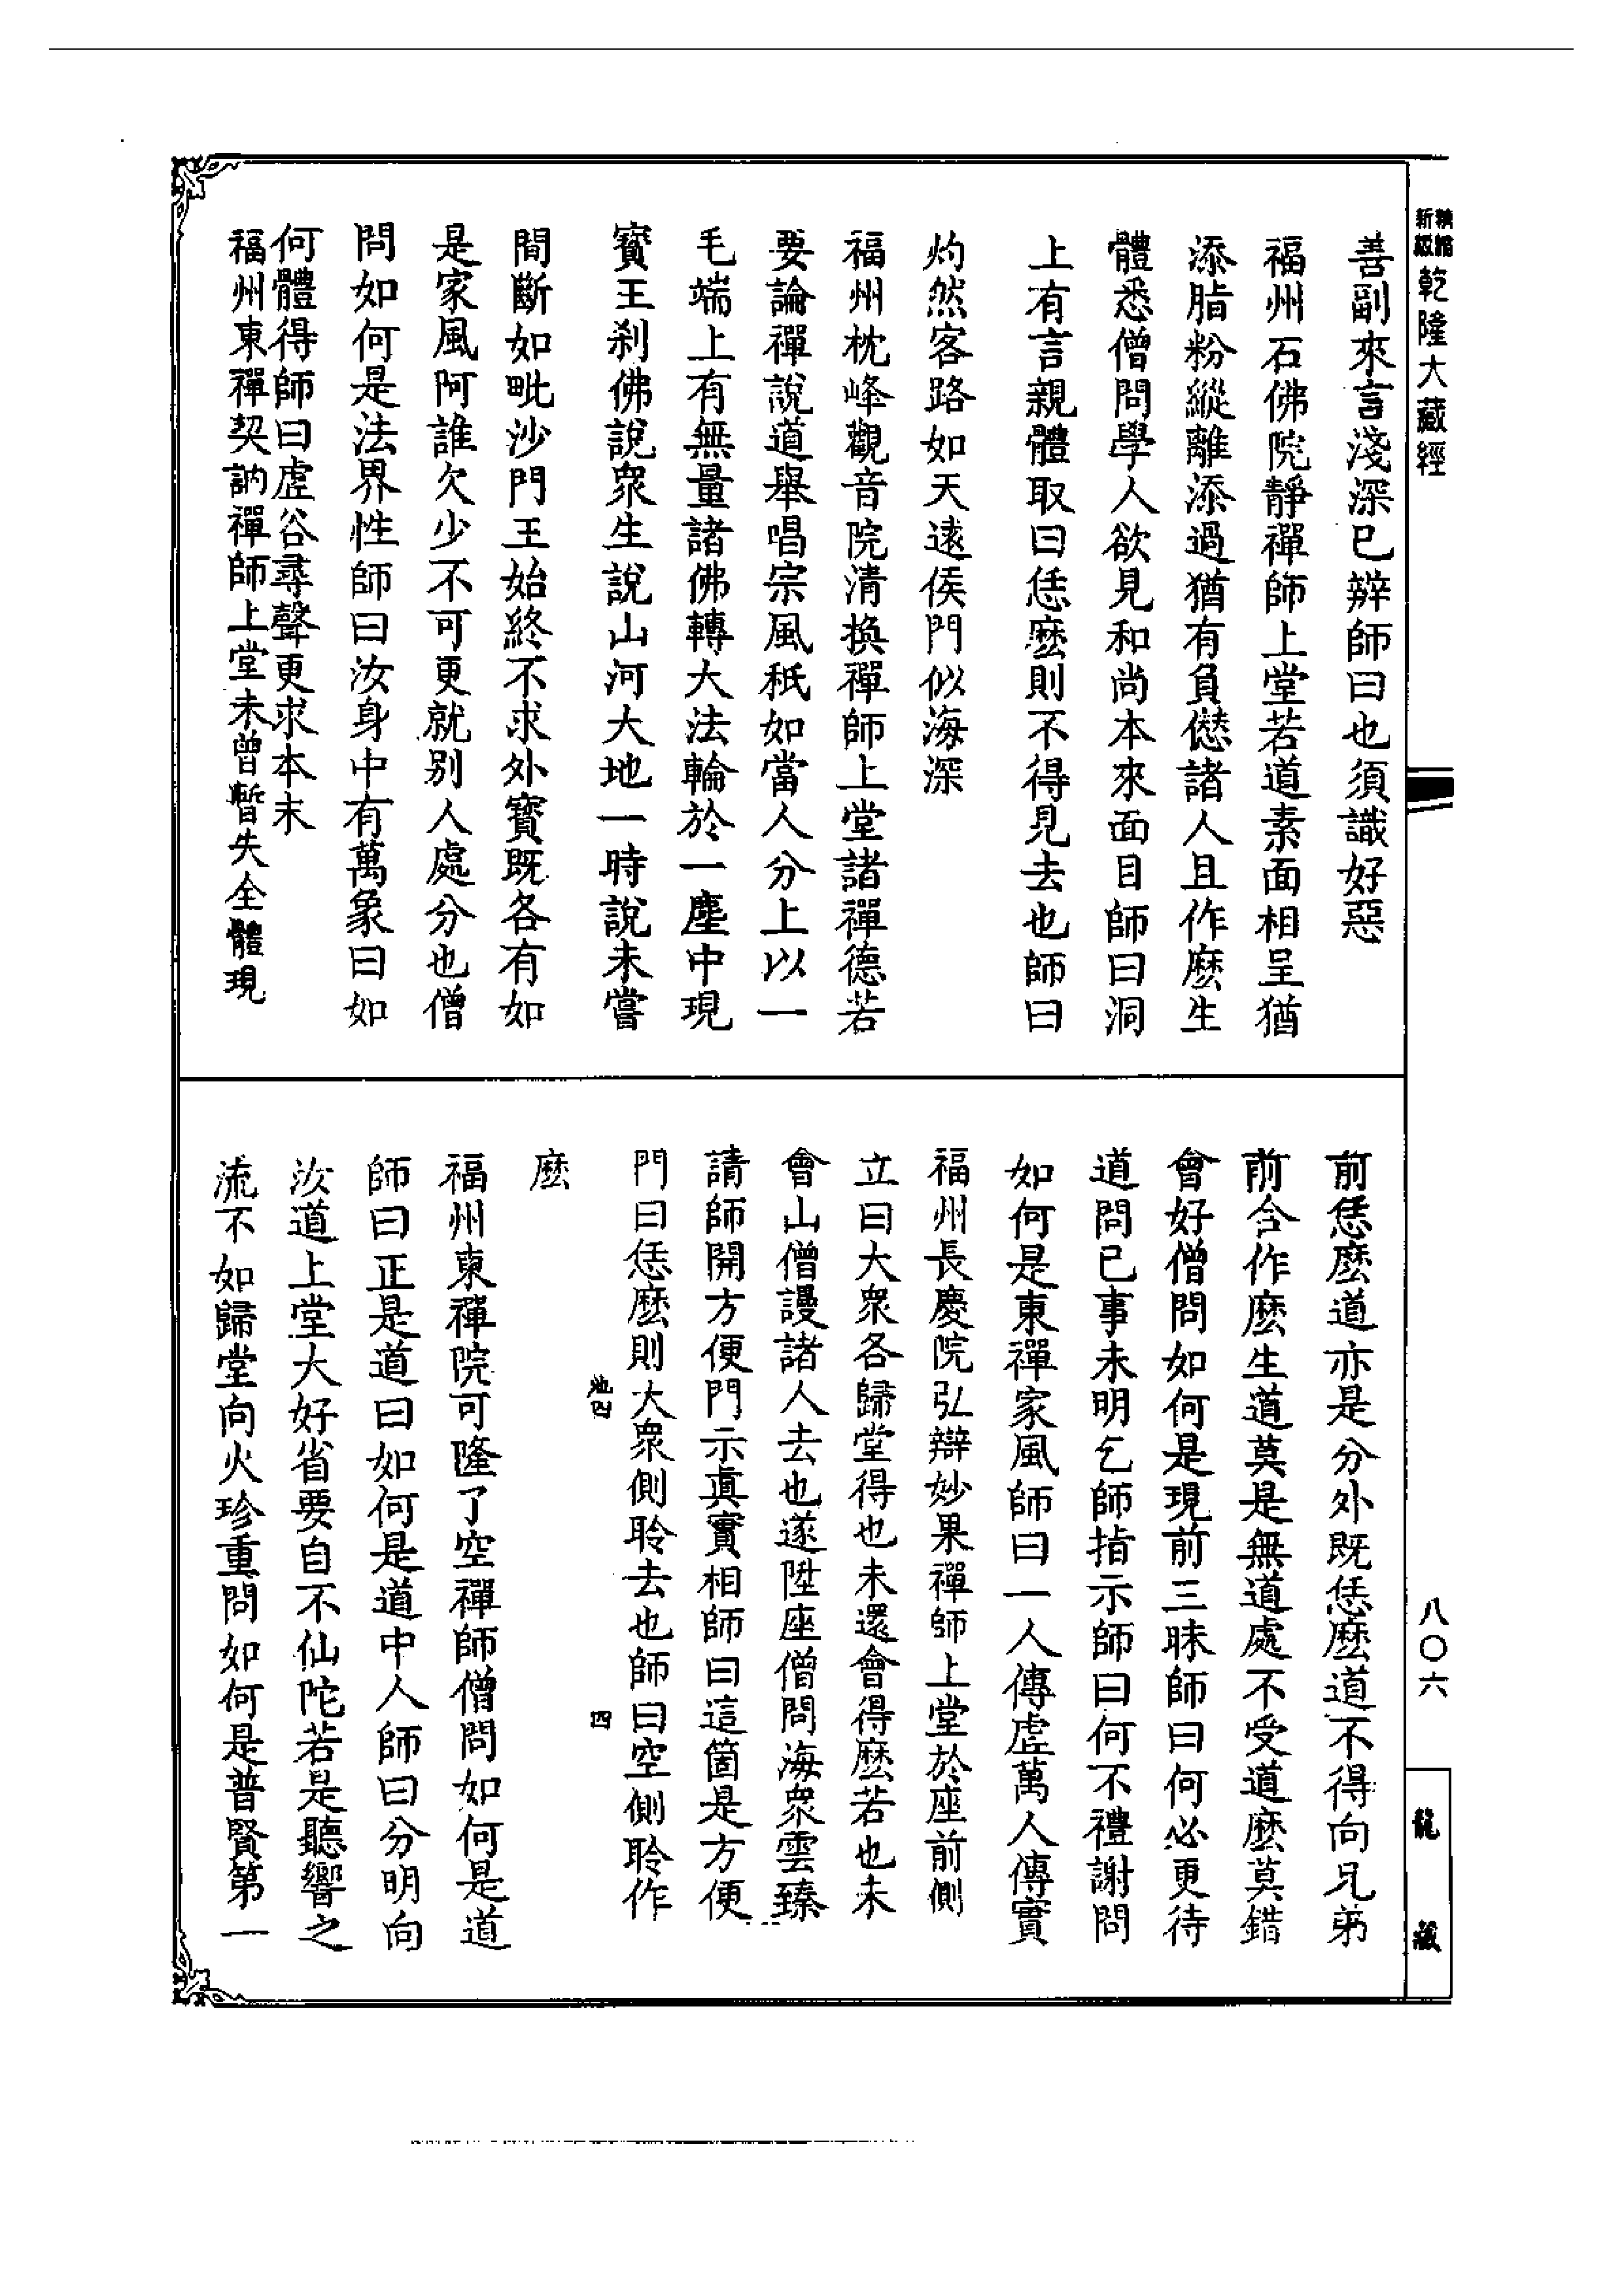 新編縮級乾隆大藏經
善副來言淺深已辨師曰也須識好惡
福州石佛院靜禪師上堂若道素面相呈猶
添脂粉縱離添過猶有負愆諸人且作麽生
體悉僧問學人欲見和尚本來面目師曰洞
上有言親體取曰恁麽則不得見去也師曰
灼然客路如天遠侯門似海深
福州枕峰觀音院清換禪師上堂諸禪德若
要論禪說道舉唱宗風秖如當人分上以一
毛端上有無量諸佛轉大法輪於一塵中現
寳王刹佛說衆生說山河大地一時說未嘗
間斷如毗沙門王始終不求外寳既各有如
是家風阿誰欠少不可更就別人處分也僧
問如何是法界性師曰汝身中有萬象曰如
何體得師曰虛谷尋聲更求本末
福州東禪契訥禪師上堂未曾暫失全體現
前恁麽道亦是分外既恁麽道不得向兄弟
前合作麽生道莫是無道處不受道麽莫錯
會好僧問如何是現前三昧師曰何必更待
道問已事未明乞師指示師曰何不禮謝問
如何是東禪家風師曰一人傳虛萬人傳實
福州長慶院弘辯妙果禪師上堂於座前側
立曰大衆各歸堂得也未還會得麽若也未
會山僧謾諸人去也遂陞座僧問海衆雲臻
請師開方便門示眞實相師曰這箇是方便
門曰恁麽則大衆側聆去也師曰空側聆作
麽
福州東禪院可隆了空禪師僧問如何是道
師曰正是道曰如何是道中人師曰分明向
汝道上堂大好省要自不仙陀若是聽響之
流不如歸堂向火珍重問如何是普賢第一
池四
四
八〇六
龍藏